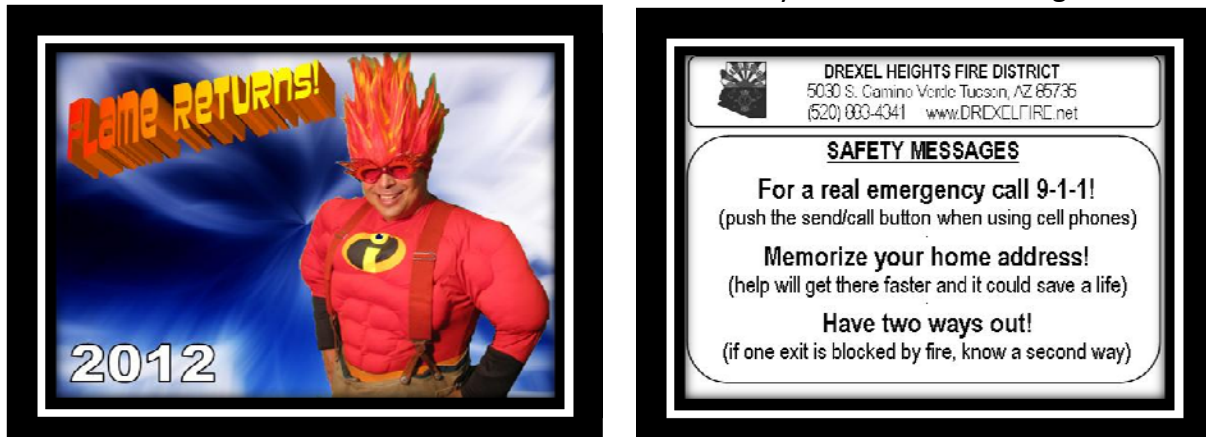 FLame ReTURNS!
2012
DREXEL HEIGHTS FIRE DISTRICT
5030 S. Camino Verde Tucson, AZ 85735
(520) 883-4341 www.DREXELFIRE.net
SAFETY MESSAGES
For a real emergency call 9-1-1!
(push the send/call button when using cell phones)
Memorize your home address!
(help will get there faster and it could save a life)
Have two ways out!
(if one exit is blocked by fire, know a second way)